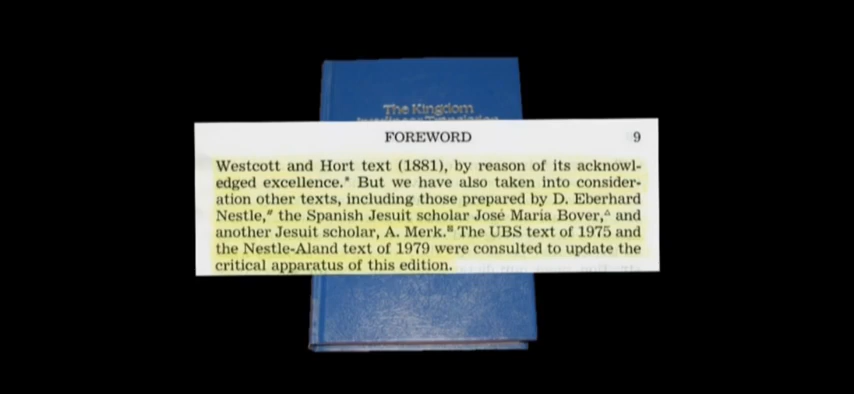 The Kingdom
FOREWORD 9
Westcott and Hort text (1881), by reason of its acknowl-
edged excellence.* But we have also taken into consider-
ation other texts, including those prepared by D. Eberhard
Nestle,# the Spanish Jesuit scholar José María Bover,△ and
another Jesuit scholar, A. Merk.⊠ The UBS text of 1975 and
the Nestle-Aland text of 1979 were consulted to update the
critical apparatus of this edition.